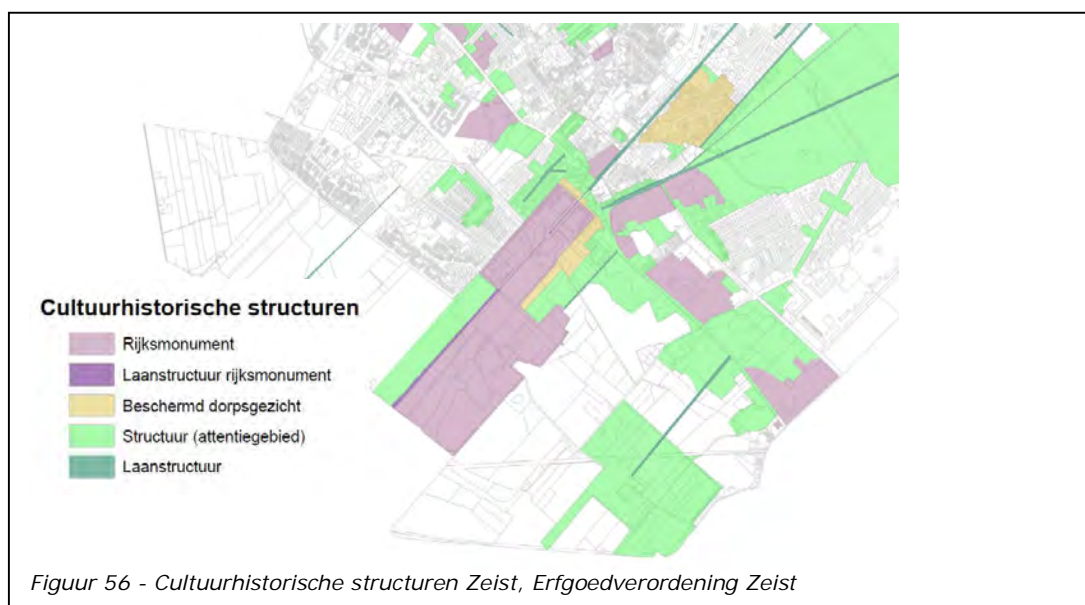 Cultuurhistorische structuren
Rijksmonument
Laanstructuur rijksmonument
Beschermd dorpsgezicht
Structuur (attentiegebied)
Laanstructuur
Figuur 56 - Cultuurhistorische structuren Zeist, Erfgoedverordening Zeist